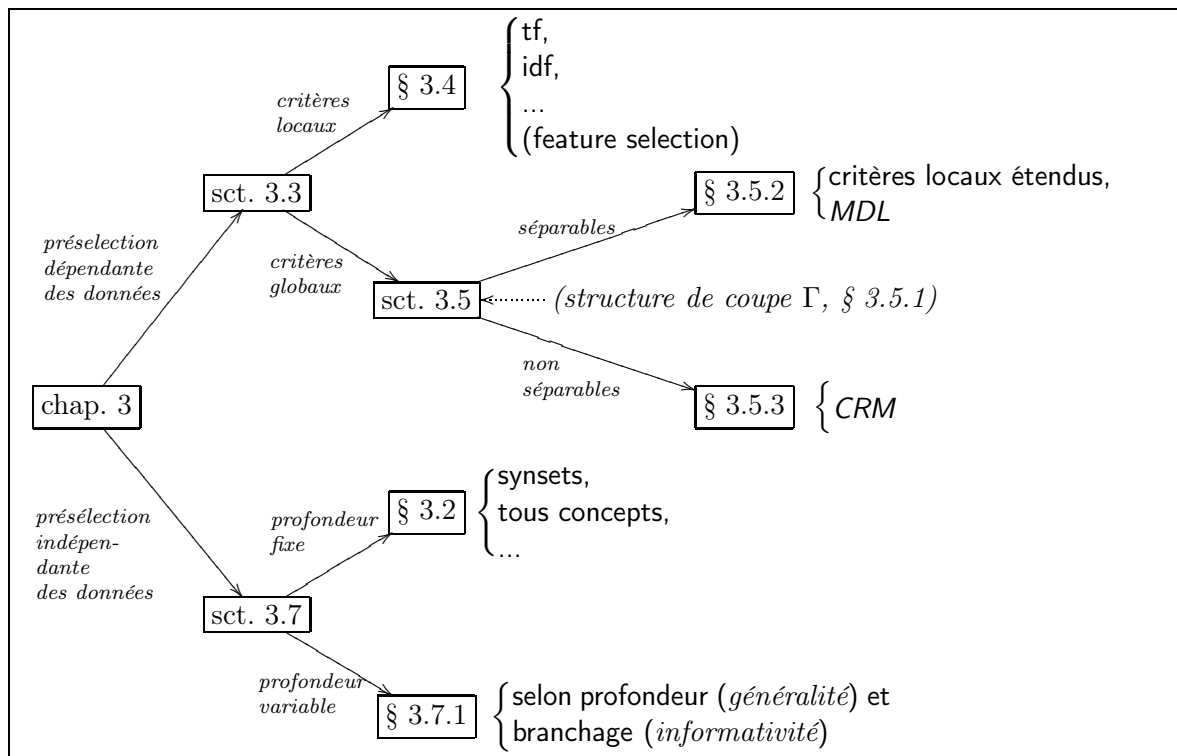 tf,
idf,
...
(feature selection)
§ 3.4
critères
locaux
sct. 3.3
§ 3.5.2
critères locaux étendus,
MDL
séparables
préselection
dépendante
des données
critères
globaux
sct. 3.5
(structure de coupe Γ, § 3.5.1)
non
séparables
chap. 3
§ 3.5.3
CRM
synsets,
tous concepts,
...
§ 3.2
profondeur
fixe
présélection
indépen-
dante
des données
sct. 3.7
profondeur
variable
§ 3.7.1
selon profondeur (généralité) et
branchage (informativité)